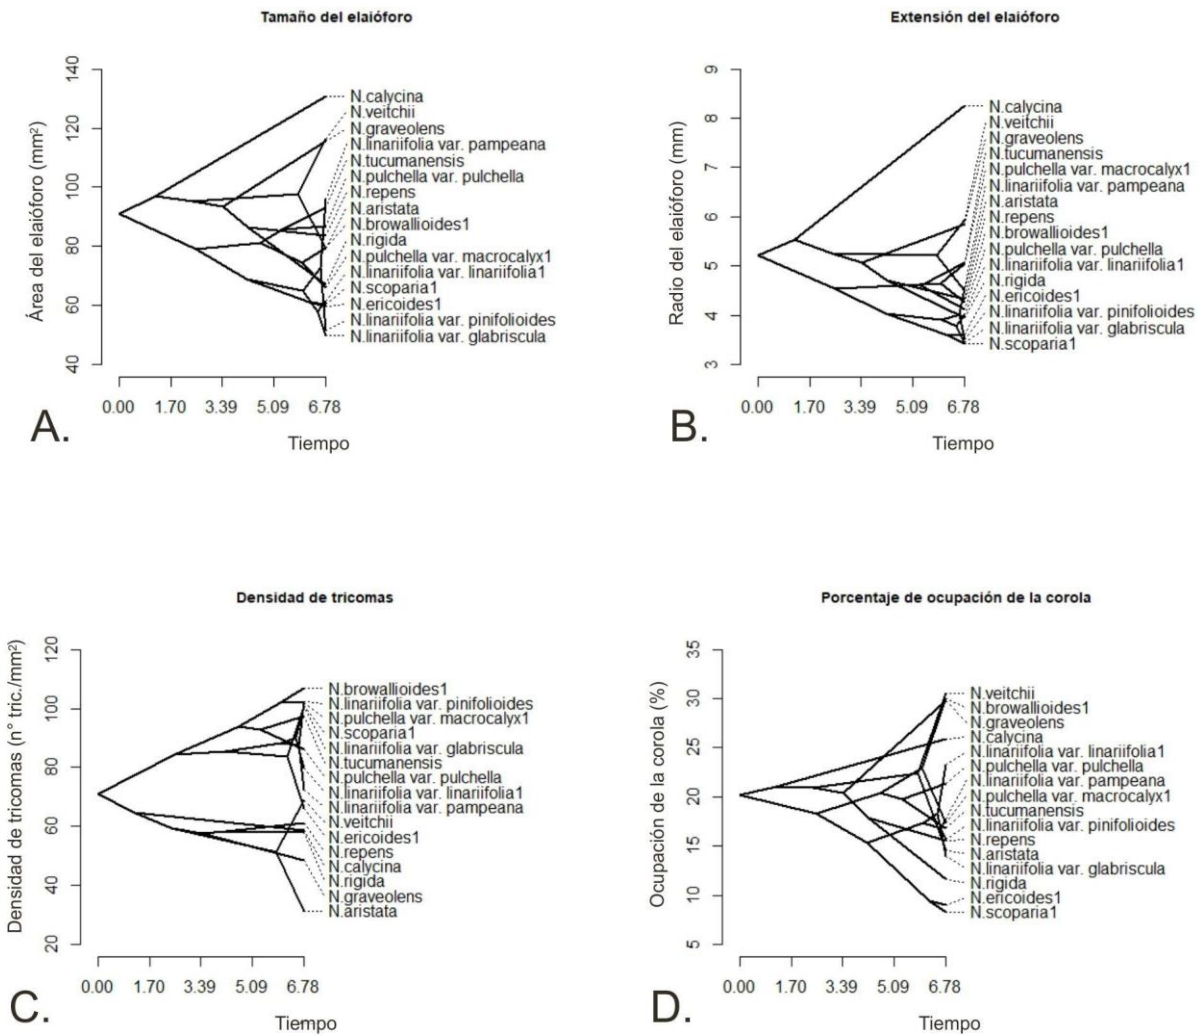 Tamaño del elaióforo
Área del elaióforo (mm²)
140
120
100
80
60
40
N.calycina
N.veitchii
N.graveolens
N.linariifolia var. pampeana
N.tucumanensis
N.pulchella var. pulchella
N.repens
N.aristata
N.browallioides1
N.rigida
N.pulchella var. macrocalyx1
N.linariifolia var. linariifolia1
N.scoparia1
N.ericoides1
N.linariifolia var. pinifolioides
N.linariifolia var. glabriscula
0.00 1.70 3.39 5.09 6.78
Tiempo
A.
Extensión del elaióforo
Radio del elaióforo (mm)
9
8
7
6
5
4
3
N.calycina
N.veitchii
N.graveolens
N.tucumanensis
N.pulchella var. macrocalyx1
N.linariifolia var. pampeana
N.aristata
N.repens
N.browallioides1
N.pulchella var. pulchella
N.linariifolia var. linariifolia1
N.rigida
N.ericoides1
N.linariifolia var. pinifolioides
N.linariifolia var. glabriscula
N.scoparia1
0.00 1.70 3.39 5.09 6.78
Tiempo
B.
Densidad de tricomas
Densidad de tricomas (n° tric./mm²)
120
100
80
60
40
20
N.browallioides1
N.linariifolia var. pinifolioides
N.pulchella var. macrocalyx1
N.scoparia1
N.linariifolia var. glabriscula
N.tucumanensis
N.pulchella var. pulchella
N.linariifolia var. linariifolia1
N.linariifolia var. pampeana
N.veitchii
N.ericoides1
N.repens
N.calycina
N.rigida
N.graveolens
N.aristata
0.00 1.70 3.39 5.09 6.78
Tiempo
C.
Porcentaje de ocupación de la corola
Ocupación de la corola (%)
35
30
25
20
15
10
5
N.veitchii
N.browallioides1
N.graveolens
N.calycina
N.linariifolia var. linariifolia1
N.pulchella var. pulchella
N.linariifolia var. pampeana
N.pulchella var. macrocalyx1
N.tucumanensis
N.linariifolia var. pinifolioides
N.repens
N.aristata
N.linariifolia var. glabriscula
N.rigida
N.ericoides1
N.scoparia1
0.00 1.70 3.39 5.09 6.78
Tiempo
D.